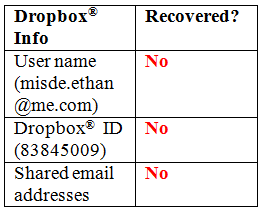 Dropbox® Recovered?
Info
User name No
(misde.ethan
@me.com)
Dropbox® ID No
(83845009)
Shared email No
addresses